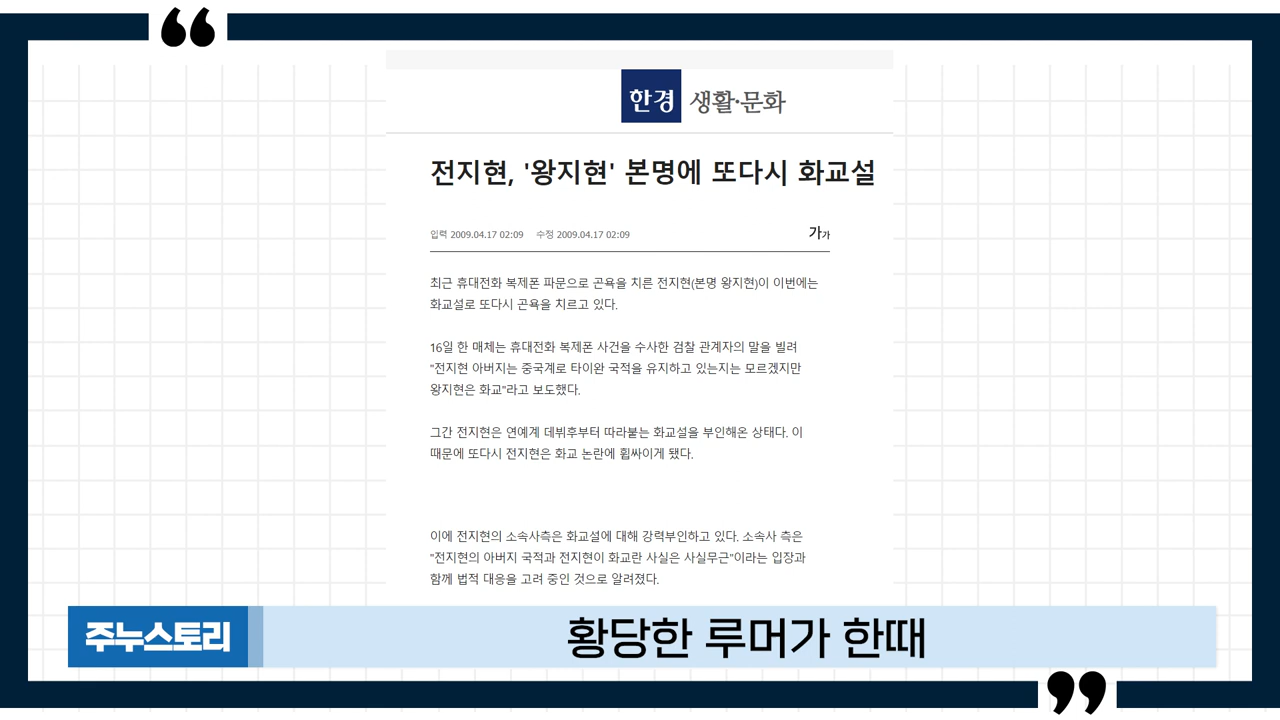 한경 생활·문화
전지현, '왕지현' 본명에 또다시 화교설
입력 2009.04.17 02:09 수정 2009.04.17 02:09 가가
최근 휴대전화 복제폰 파문으로 곤욕을 치른 전지현(본명 왕지현)이 이번에는
화교설로 또다시 곤욕을 치르고 있다.
16일 한 매체는 휴대전화 복제폰 사건을 수사한 검찰 관계자의 말을 빌려
"전지현 아버지는 중국계로 타이완 국적을 유지하고 있는지는 모르겠지만
왕지현은 화교"라고 보도했다.
그간 전지현은 연예계 데뷔후부터 따라붙는 화교설을 부인해온 상태다. 이
때문에 또다시 전지현은 화교 논란에 휩싸이게 됐다.
이에 전지현의 소속사측은 화교설에 대해 강력부인하고 있다. 소속사 측은
"전지현의 아버지 국적과 전지현이 화교란 사실은 사실무근"이라는 입장과
함께 법적 대응을 고려 중인 것으로 알려졌다.
주누스토리
황당한 루머가 한때